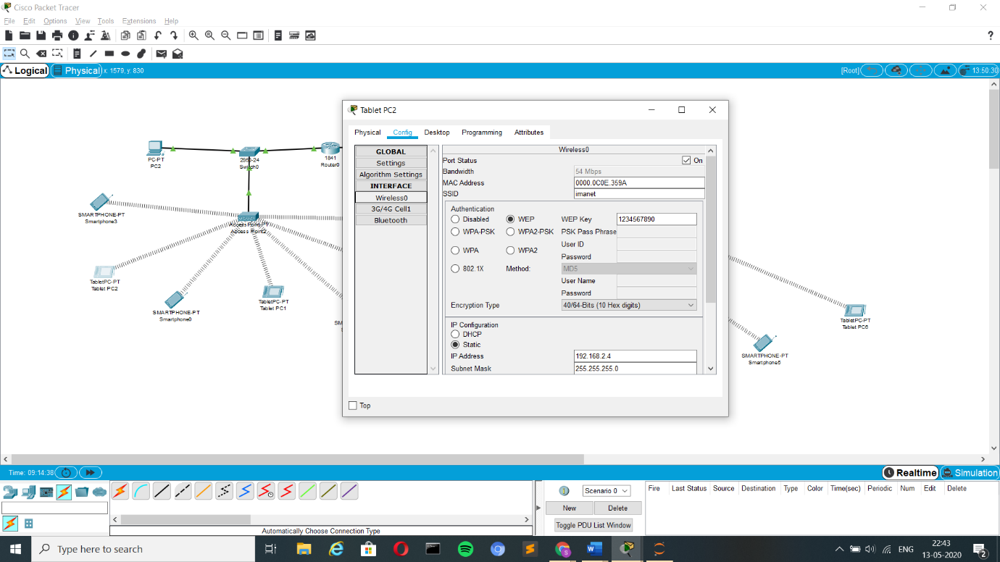 Cisco Packet Tracer
File Edit Options View Tools Extensions Help
?
Logical Physical x: 1579, y: 830 [Root] 13:50:30
Tablet PC2
Physical Config Desktop Programming Attributes
GLOBAL
Settings
Algorithm Settings
INTERFACE
Wireless0
3G/4G Cell1
Bluetooth
Wireless0
Port Status On
Bandwidth 54 Mbps
MAC Address 0000.0C0E.359A
SSID imanet
Authentication
Disabled WEP WEP Key 1234567890
WPA-PSK WPA2-PSK PSK Pass Phrase
User ID
WPA WPA2
Password
802.1X Method: MD5
User Name
Password
Encryption Type 40/64-Bits (10 Hex digits)
IP Configuration
DHCP
Static
IP Address 192.168.2.4
Subnet Mask 255.255.255.0
Top
PC-PT
PC2
2950-24
Switch0
1841
Router0
SMARTPHONE-PT
Smartphone3
AccessPoint-PT
Access Point2
TabletPC-PT
Tablet PC2
SMARTPHONE-PT
Smartphone0
TabletPC-PT
Tablet PC1
SM
TabletPC-PT
Tablet PC6
SMARTPHONE-PT
Smartphone5
Time: 09:14:38 Realtime Simulation
Scenario 0
New Delete
Toggle PDU List Window
Fire Last Status Source Destination Type Color Time(sec) Periodic Num Edit Delete
Automatically Choose Connection Type
Type here to search
ENG
22:43
13-05-2020
2